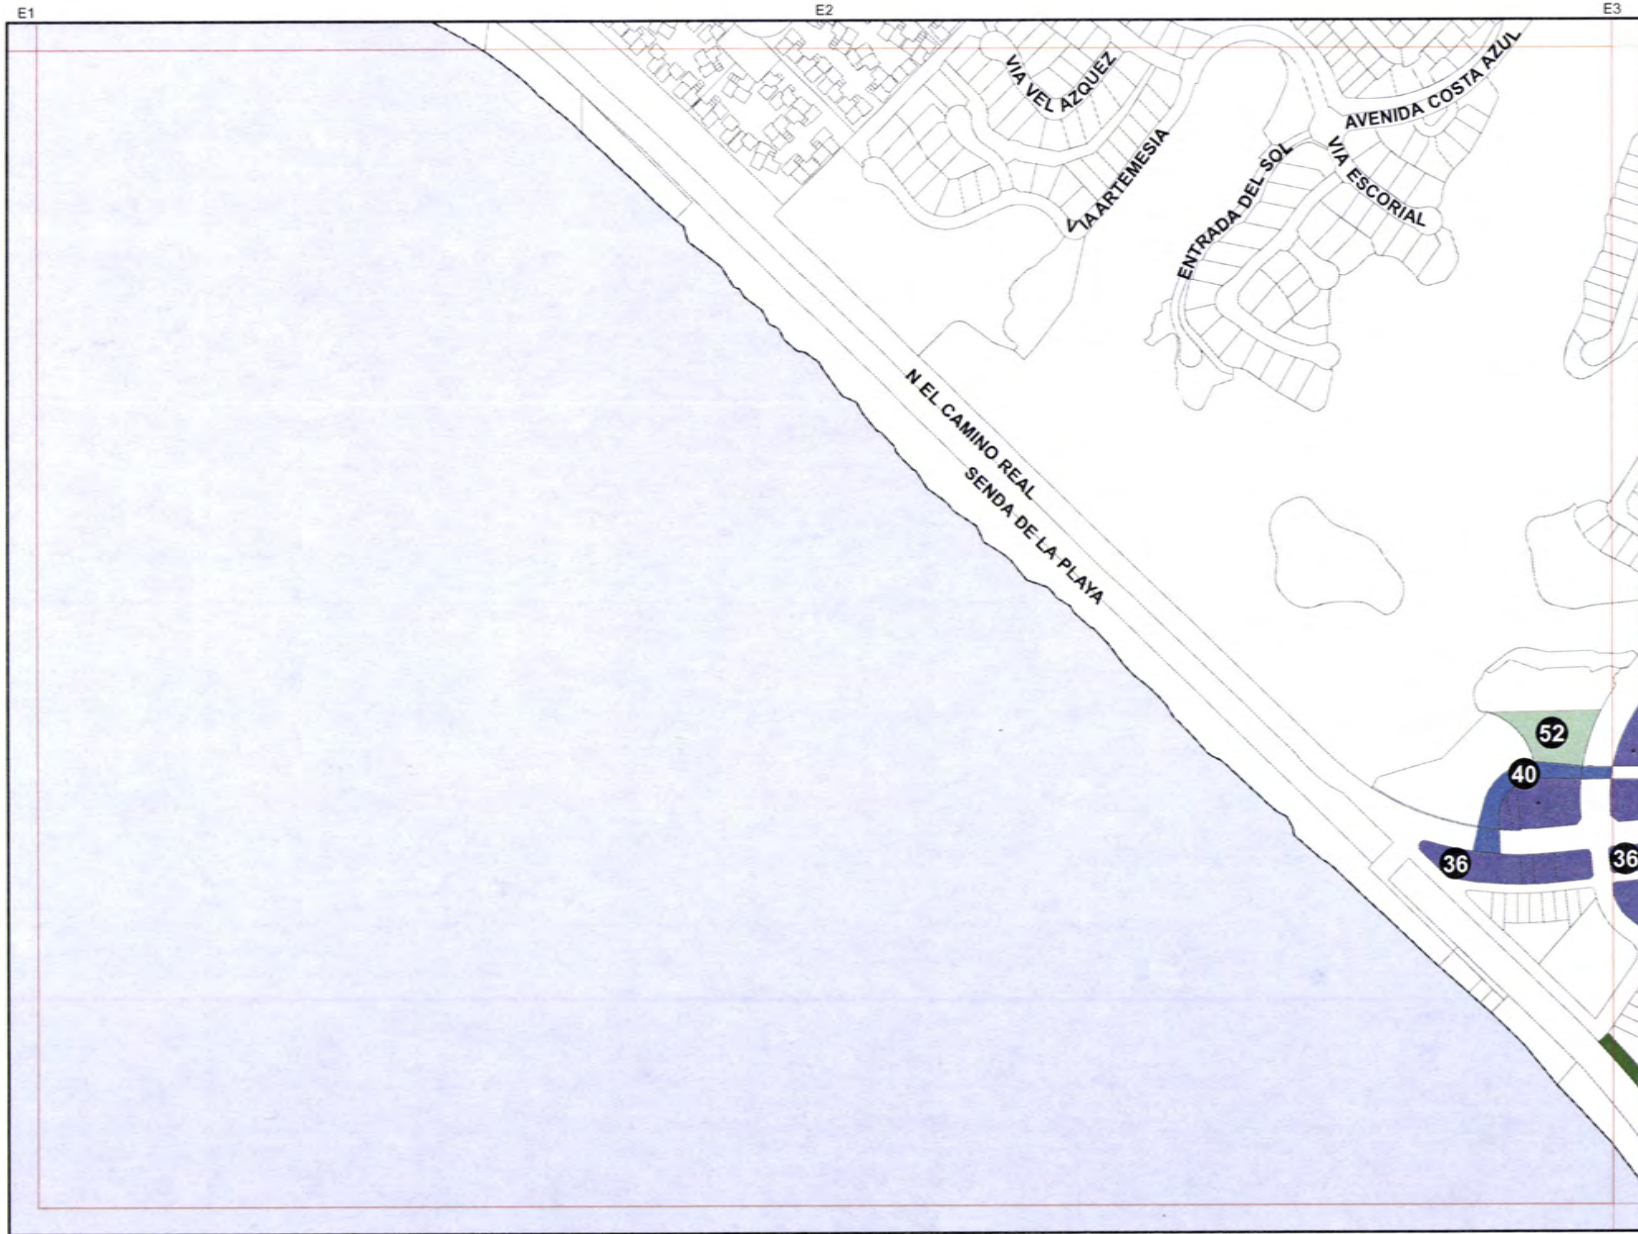 E1
E2
E3
VIA VEL AZQUEZ
AVENIDA COSTA AZUL
VIA ARTEMESIA
ENTRADA DEL SOL
VIA ESCORIAL
N EL CAMINO REAL
SENDA DE LA PLAYA
52
40
36
36